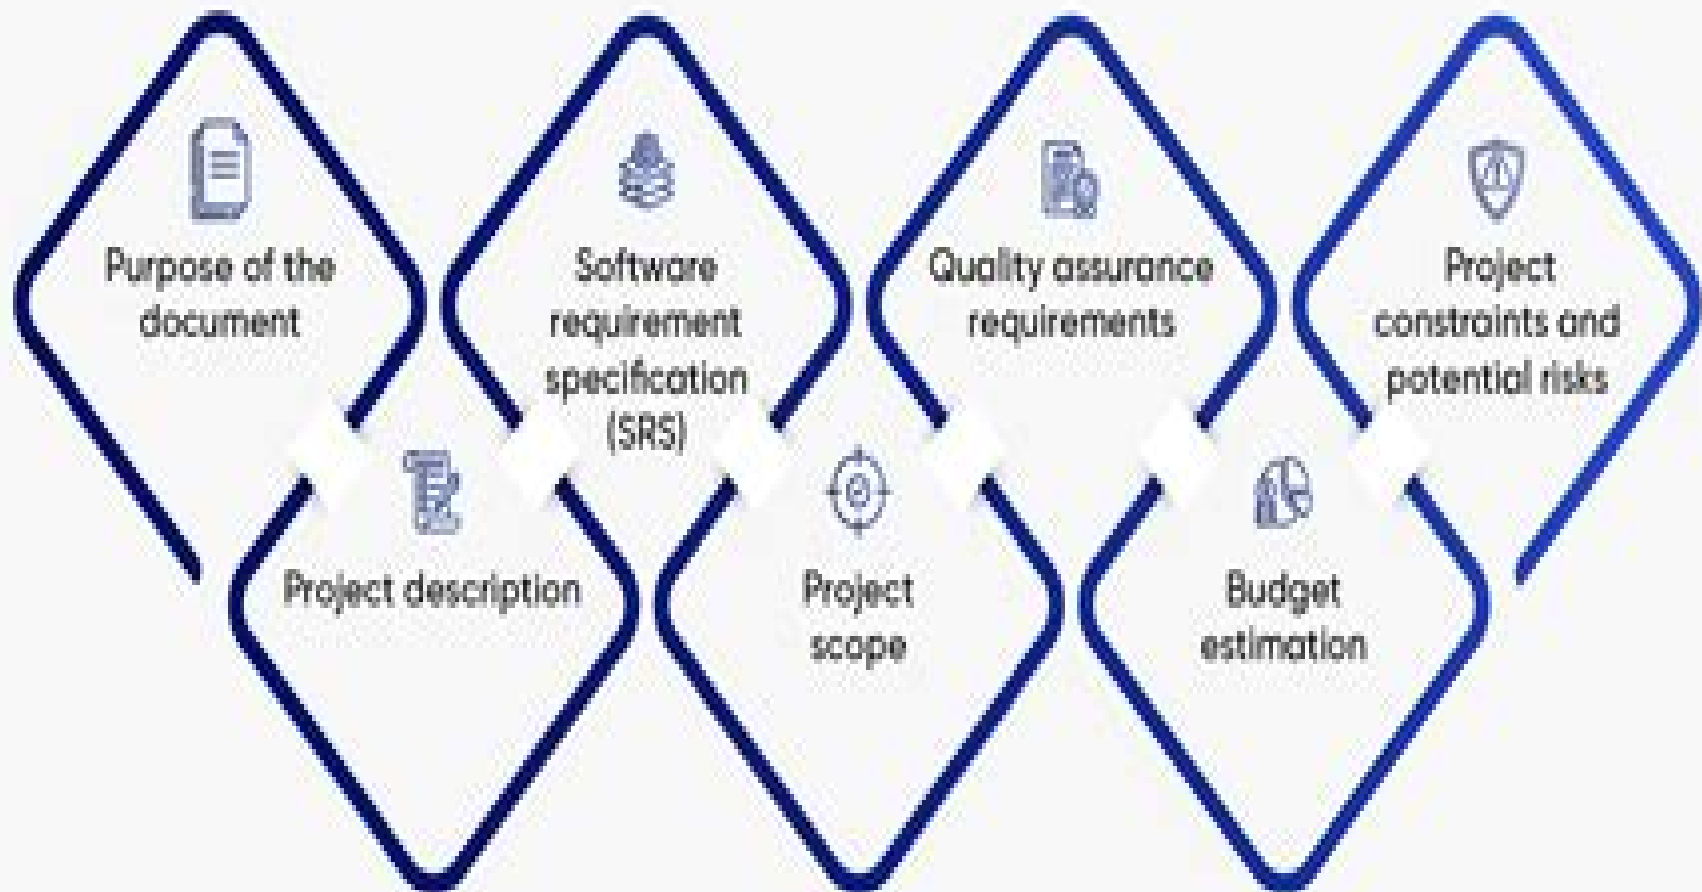 Purpose of the
document
Project description
Software
requirement
specification
(SRS)
Project
scope
Quality assurance
requirements
Budget
estimation
Project
constraints and
potential risks